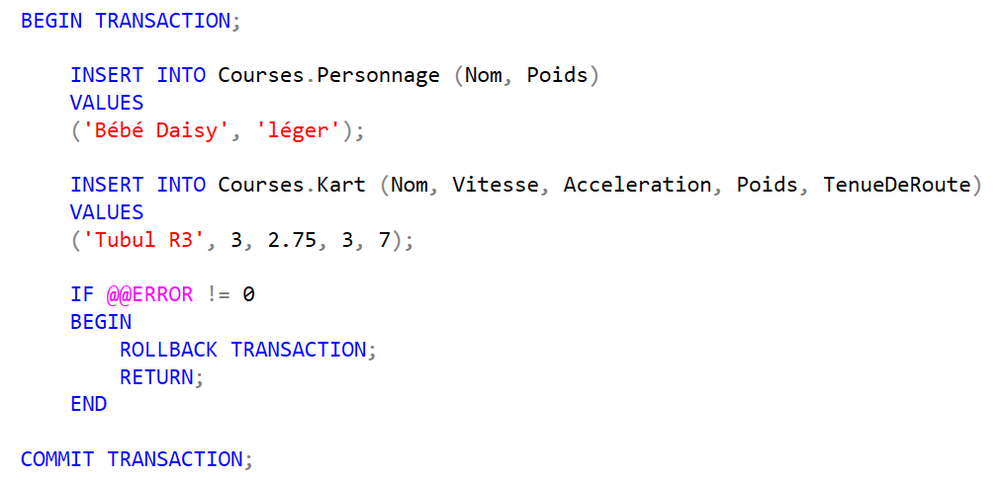 BEGIN TRANSACTION;
INSERT INTO Courses.Personnage (Nom, Poids)
VALUES
('Bébé Daisy', 'léger');
INSERT INTO Courses.Kart (Nom, Vitesse, Acceleration, Poids, TenueDeRoute)
VALUES
('Tubul R3', 3, 2.75, 3, 7);
IF @@ERROR != 0
BEGIN
ROLLBACK TRANSACTION;
RETURN;
END
COMMIT TRANSACTION;